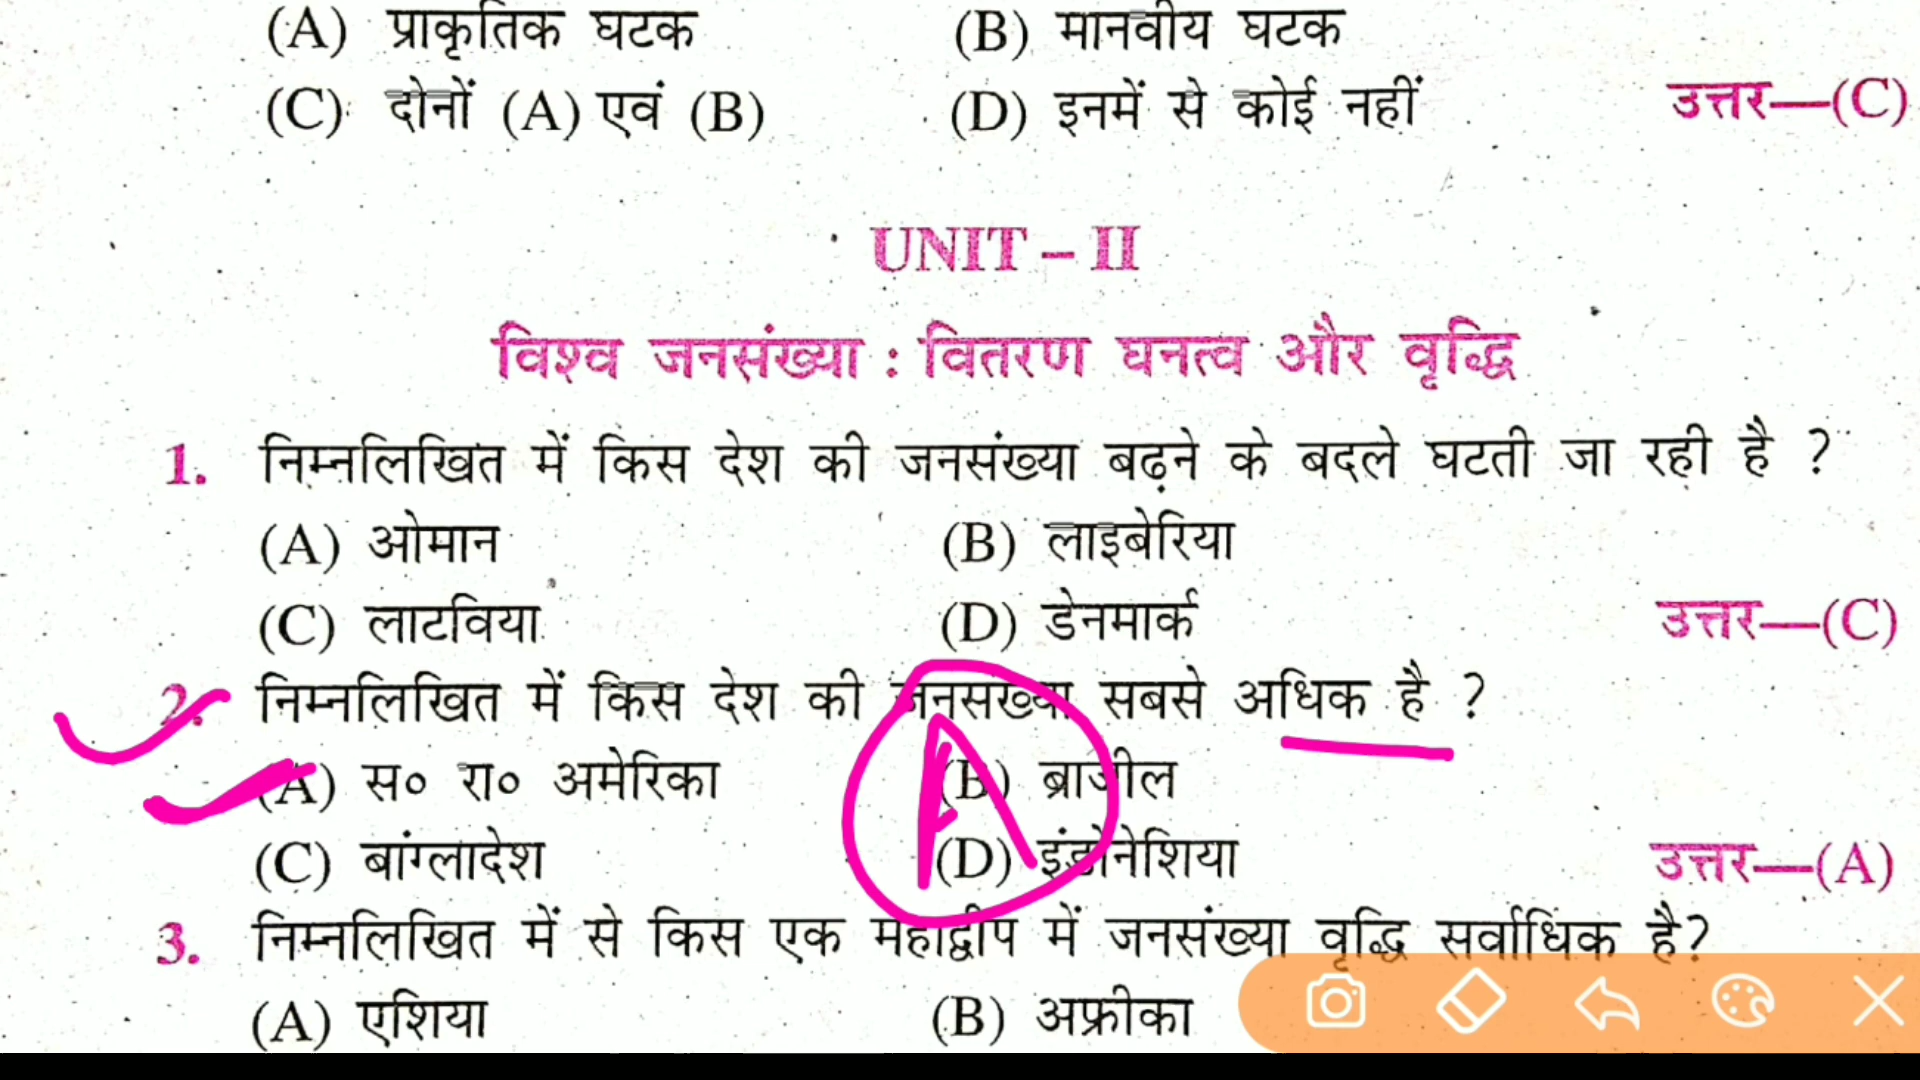 (A) प्राकृतिक घटक (B) मानवीय घटक
(C) दोनों (A) एवं (B) (D) इनमें से कोई नहीं उत्तर—(C)
UNIT – II
विश्व जनसंख्या : वितरण घनत्व और वृद्धि
1. निम्नलिखित में किस देश की जनसंख्या बढ़ने के बदले घटती जा रही है ?
(A) ओमान (B) लाइबेरिया
(C) लाटविया (D) डेनमार्क उत्तर—(C)
2. निम्नलिखित में किस देश की जनसंख्या सबसे अधिक है ?
(A) स० रा० अमेरिका (B) ब्राजील
A
(C) बांग्लादेश (D) इंडोनेशिया उत्तर—(A)
3. निम्नलिखित में से किस एक महाद्वीप में जनसंख्या वृद्धि सर्वाधिक है?
(A) एशिया (B) अफ्रीका